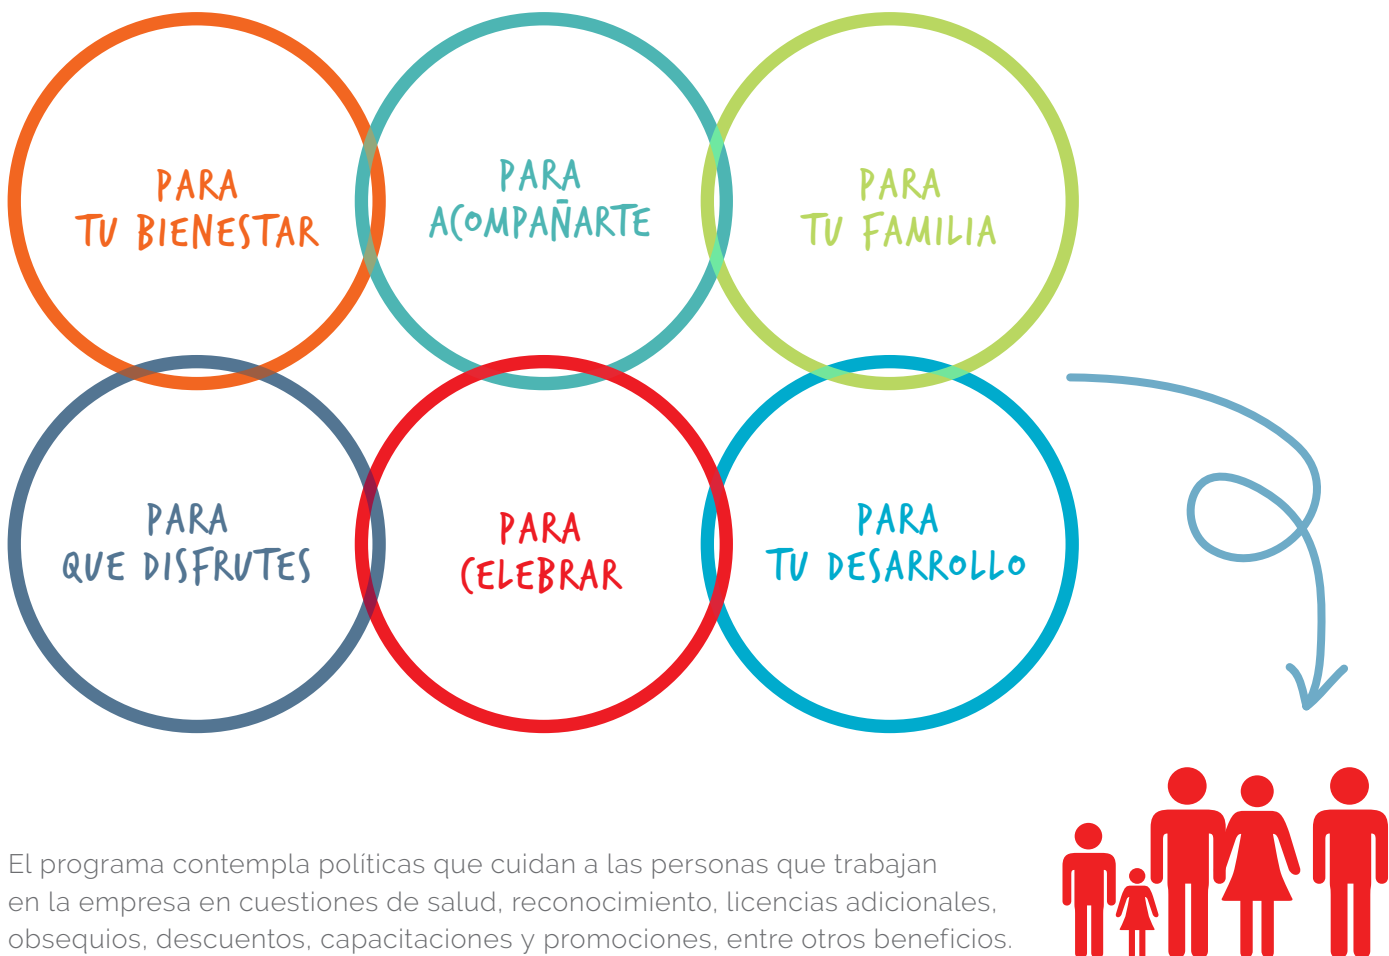 PARA
TU BIENESTAR
PARA
ACOMPAÑARTE
PARA
TU FAMILIA
PARA
QUE DISFRUTES
PARA
CELEBRAR
PARA
TU DESARROLLO
El programa contempla políticas que cuidan a las personas que trabajan
en la empresa en cuestiones de salud, reconocimiento, licencias adicionales,
obsequios, descuentos, capacitaciones y promociones, entre otros beneficios.